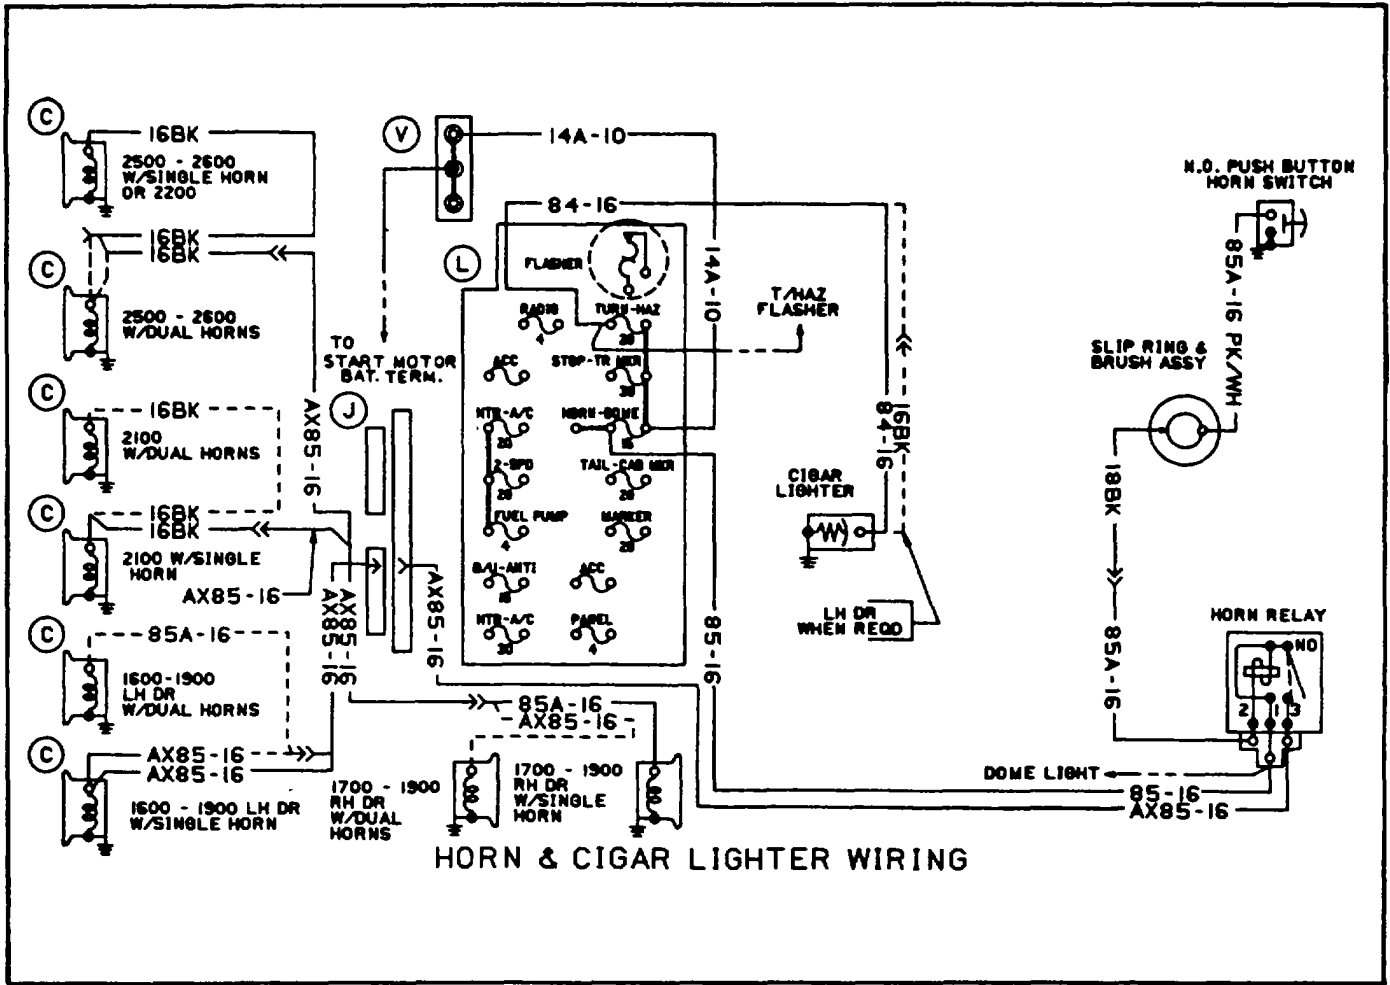 C
16BK
2500 - 2600
W/SINGLE HORN
OR 2200
16BK
16BK
C
2500 - 2600
W/DUAL HORNS
C
16BK
2100
W/DUAL HORNS
C
16BK
16BK
2100 W/SINGLE
HORN
AX85-16
C
85A-16
1600-1900
LH DR
W/DUAL HORNS
C
AX85-16
AX85-16
1600 - 1900 LH DR
W/SINGLE HORN
AX85-16
AX85-16
AX85-16
V
14A-10
TO
START MOTOR
BAT. TERM.
J
AX85-16
84-16
L
FLASHER
14A-10
RADIO
4
TURN-HAZ
20
ACC
STOP-TR MKR
30
HTR-A/C
20
HORN-DOME
15
2-SPD
20
TAIL-CAB MKR
20
FUEL PUMP
4
MARKER
20
B/U-ANTI
15
ACC
HTR-A/C
30
PANEL
4
T/HAZ
FLASHER
85-16
84-16
16BK
CIGAR
LIGHTER
LH DR
WHEN REQD
85A-16
AX85-16
1700 - 1900
RH DR
W/DUAL
HORNS
1700 - 1900
RH DR
W/SINGLE
HORN
N.O. PUSH BUTTON
HORN SWITCH
85A-16 PK/WH
SLIP RING &
BRUSH ASSY
18BK
85A-16
HORN RELAY
NO
2 1 3
DOME LIGHT
85-16
AX85-16
HORN & CIGAR LIGHTER WIRING